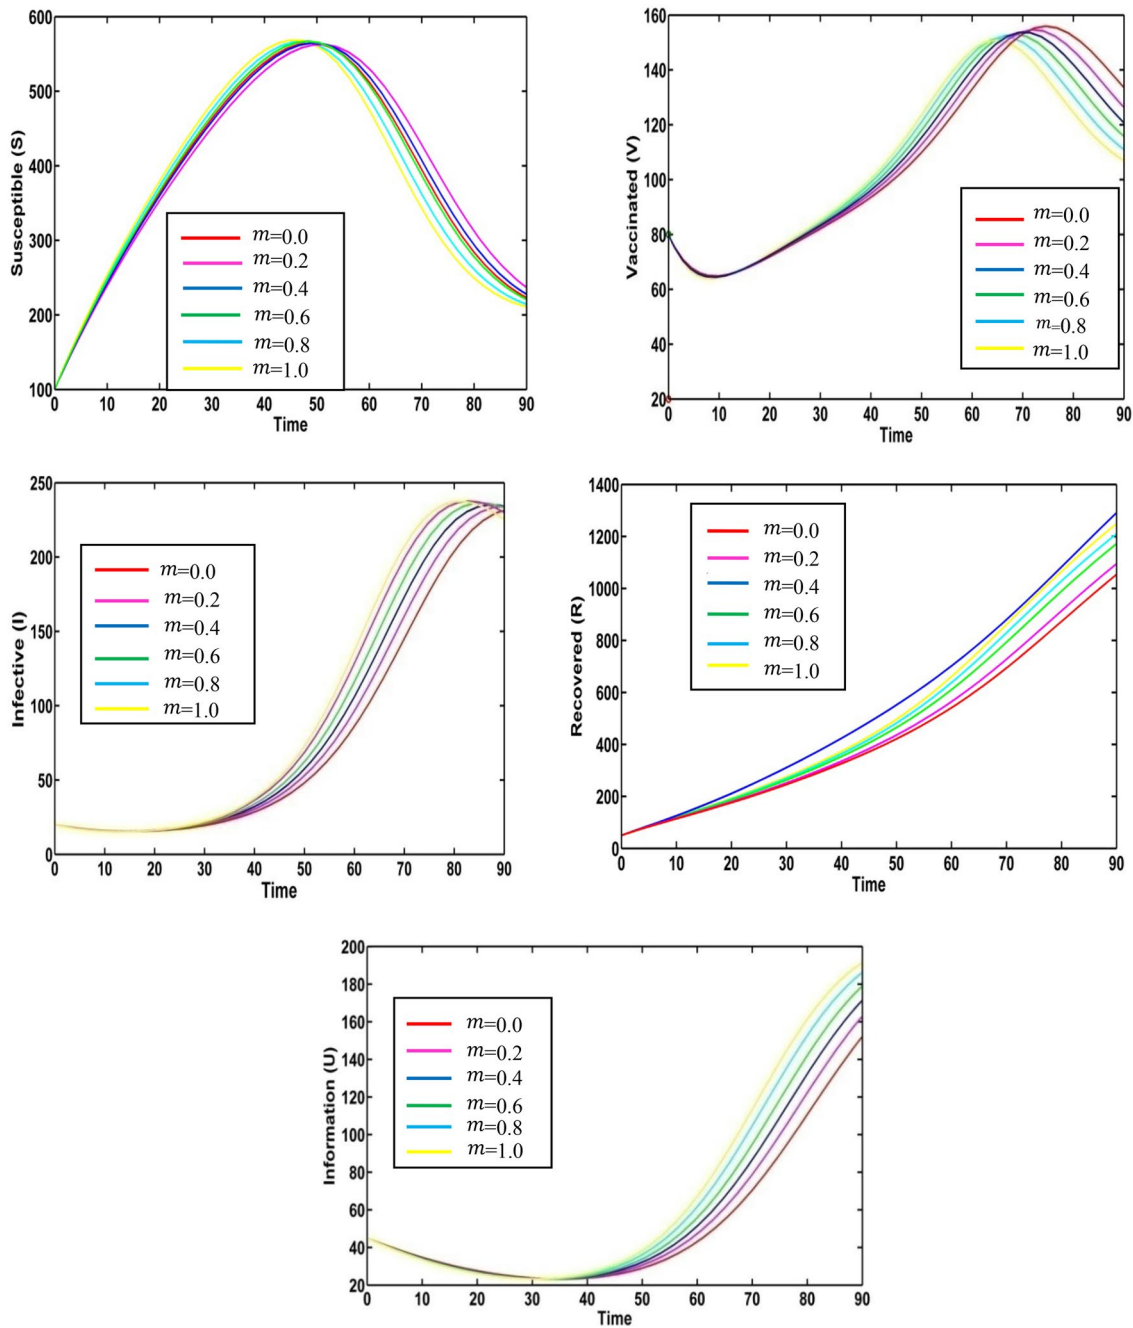 600
500
400
300
200
100
0 10 20 30 40 50 60 70 80 90
Time
Susceptible (S)
m=0.0
m=0.2
m=0.4
m=0.6
m=0.8
m=1.0
160
140
120
100
80
60
40
20
0 10 20 30 40 50 60 70 80 90
Time
Vaccinated (V)
m=0.0
m=0.2
m=0.4
m=0.6
m=0.8
m=1.0
250
200
150
100
50
0
0 10 20 30 40 50 60 70 80 90
Time
Infective (I)
m=0.0
m=0.2
m=0.4
m=0.6
m=0.8
m=1.0
1400
1200
1000
800
600
400
200
0
0 10 20 30 40 50 60 70 80 90
Time
Recovered (R)
m=0.0
m=0.2
m=0.4
m=0.6
m=0.8
m=1.0
200
180
160
140
120
100
80
60
40
20
0 10 20 30 40 50 60 70 80 90
Time
Information (U)
m=0.0
m=0.2
m=0.4
m=0.6
m=0.8
m=1.0